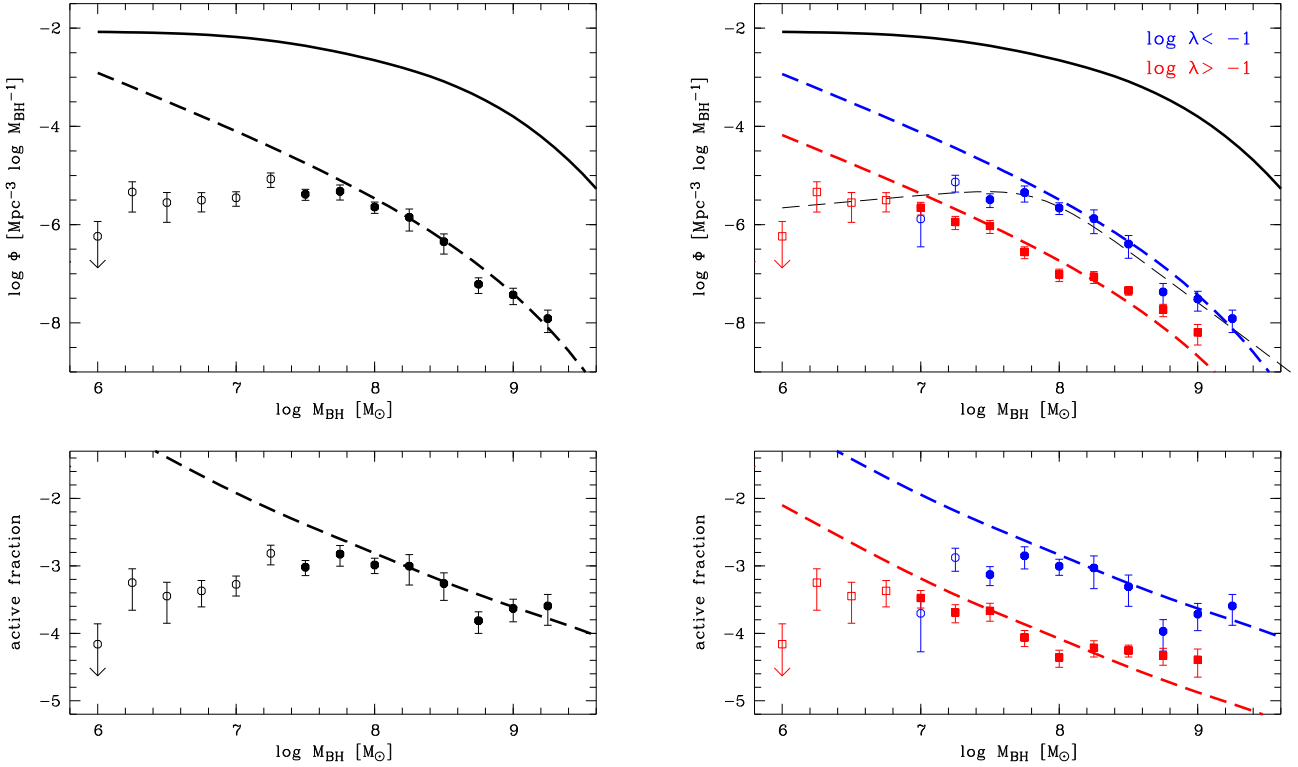 log Φ [Mpc⁻³ log M_BH⁻¹]
−2
−4
−6
−8
6 7 8 9
log M_BH [M_⊙]
log λ< −1
log λ> −1
log Φ [Mpc⁻³ log M_BH⁻¹]
−2
−4
−6
−8
6 7 8 9
log M_BH [M_⊙]
active fraction
−2
−3
−4
−5
6 7 8 9
log M_BH [M_⊙]
active fraction
−2
−3
−4
−5
6 7 8 9
log M_BH [M_⊙]